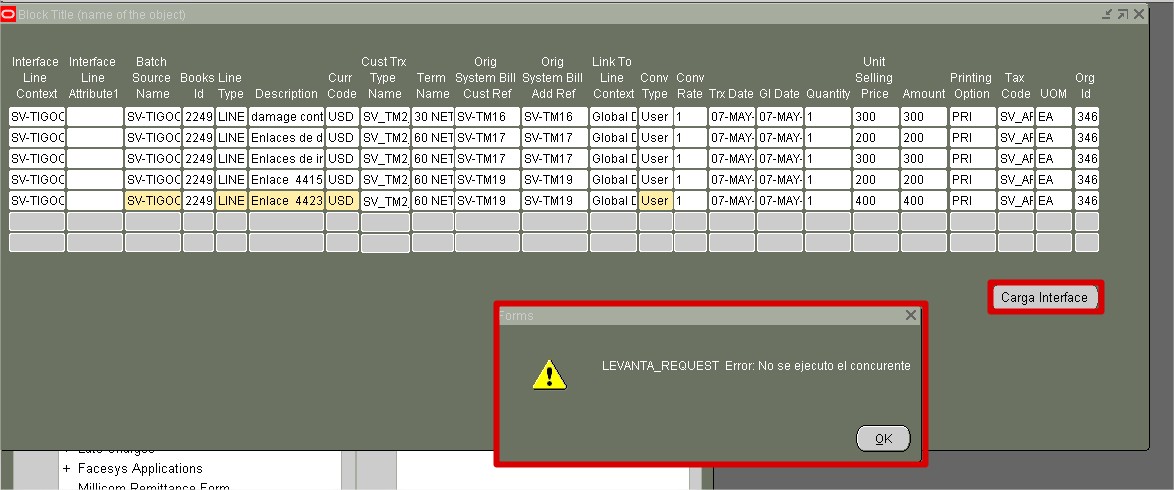 Block Title (name of the object)
Interface Line Context Interface Line Attribute1 Batch Source Name Books Id Line Type Description Curr Code Cust Trx Type Name Term Name Orig System Bill Cust Ref Orig System Bill Add Ref Link To Line Context Conv Type Conv Rate Trx Date Gl Date Quantity Unit Selling Price Amount Printing Option Tax Code UOM Org Id
SV-TIGOC SV-TIGOC 2249 LINE damage cont USD SV_TM2 30 NET SV-TM16 SV-TM16 Global D User 1 07-MAY- 07-MAY- 1 300 300 PRI SV_AF EA 346
SV-TIGOC SV-TIGOC 2249 LINE Enlaces de d USD SV_TM2 60 NET SV-TM17 SV-TM17 Global D User 1 07-MAY- 07-MAY- 1 200 200 PRI SV_AF EA 346
SV-TIGOC SV-TIGOC 2249 LINE Enlaces de ir USD SV_TM2 60 NET SV-TM17 SV-TM17 Global D User 1 07-MAY- 07-MAY- 1 300 300 PRI SV_AF EA 346
SV-TIGOC SV-TIGOC 2249 LINE Enlace 4415 USD SV_TM2 60 NET SV-TM19 SV-TM19 Global D User 1 07-MAY- 07-MAY- 1 200 200 PRI SV_AF EA 346
SV-TIGOC SV-TIGOC 2249 LINE Enlace 4423 USD SV_TM2 60 NET SV-TM19 SV-TM19 Global D User 1 07-MAY- 07-MAY- 1 400 400 PRI SV_AF EA 346
Carga Interface
Forms
LEVANTA_REQUEST Error: No se ejecuto el concurente
OK
+ Late Charges
+ Facesys Applications
Millicom Remittance Form